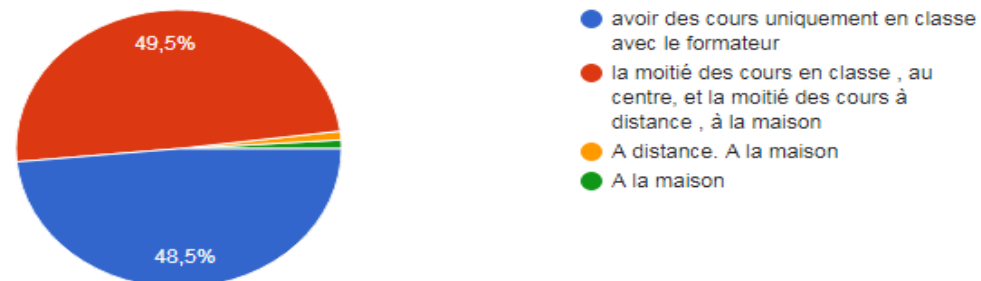 49,5%
48,5%
avoir des cours uniquement en classe
avec le formateur
la moitié des cours en classe , au
centre, et la moitié des cours à
distance , à la maison
A distance. A la maison
A la maison